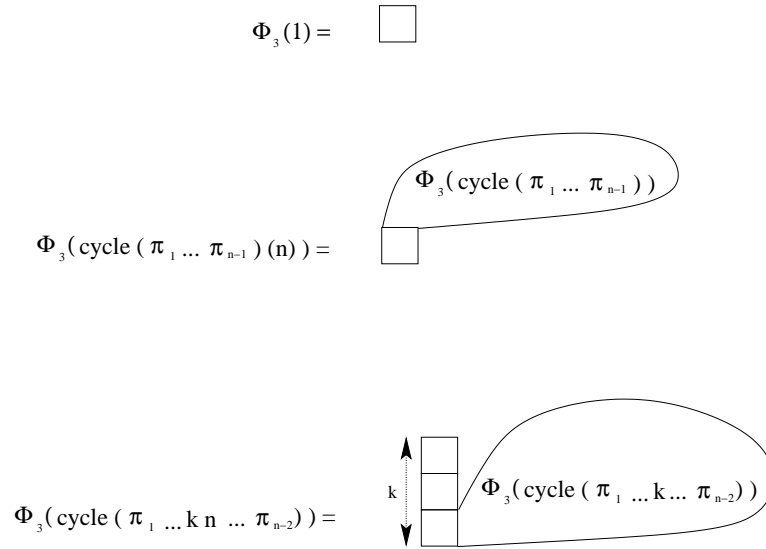 Φ₃(1) =
Φ₃(cycle(π₁ ... πₙ₋₁))
Φ₃(cycle(π₁ ... πₙ₋₁)(n)) =
k
Φ₃(cycle(π₁ ...k... πₙ₋₂))
Φ₃(cycle(π₁ ...k n ... πₙ₋₂)) =